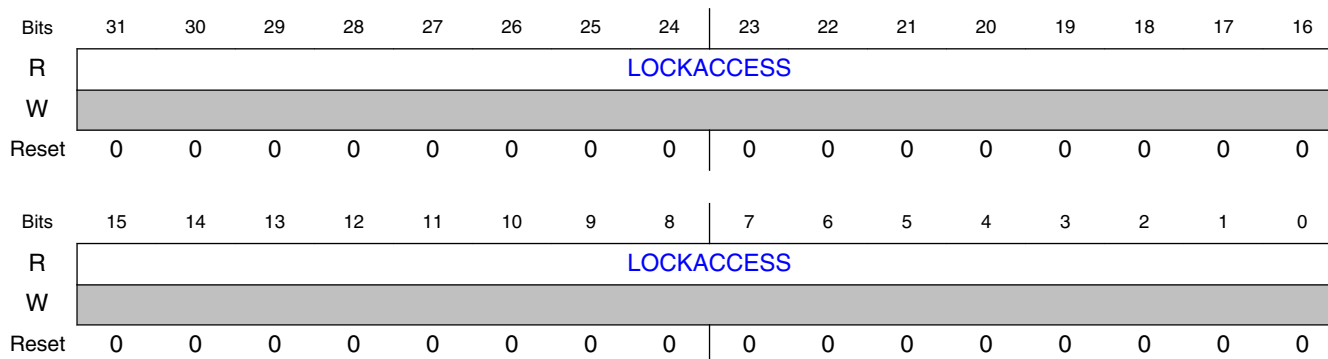 Bits 31 30 29 28 27 26 25 24 23 22 21 20 19 18 17 16
R LOCKACCESS
W
Reset 0 0 0 0 0 0 0 0 0 0 0 0 0 0 0 0
Bits 15 14 13 12 11 10 9 8 7 6 5 4 3 2 1 0
R LOCKACCESS
W
Reset 0 0 0 0 0 0 0 0 0 0 0 0 0 0 0 0